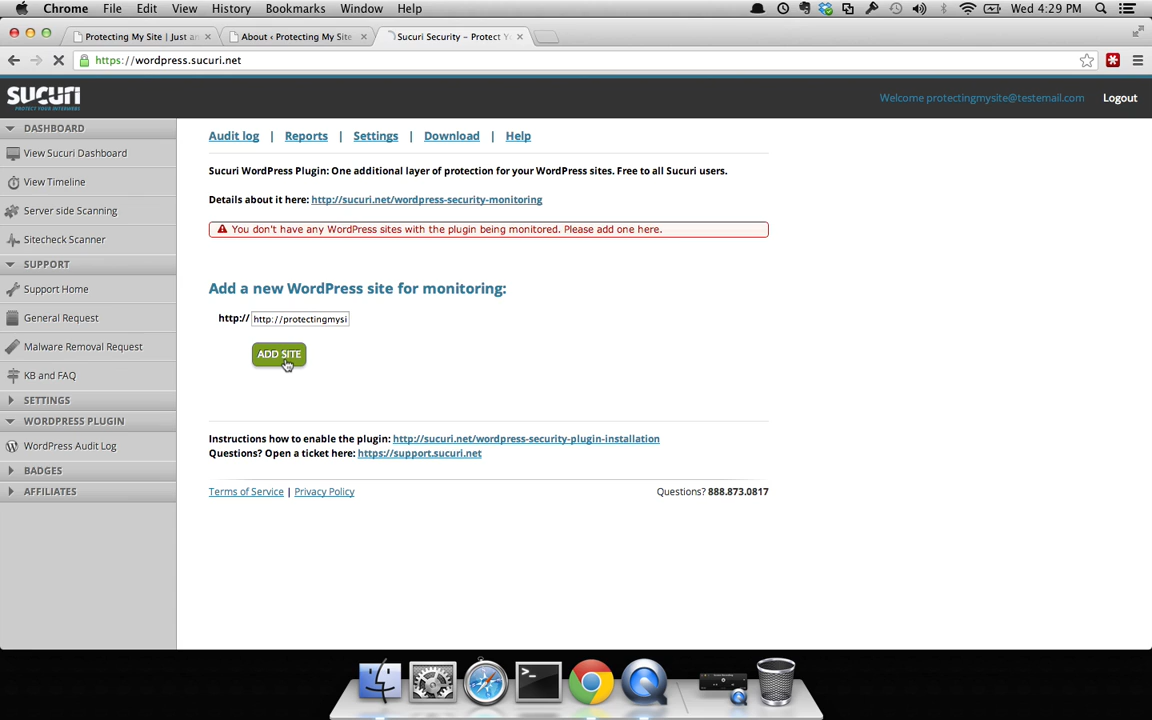 Chrome File Edit View History Bookmarks Window Help Wed 4:29 PM
Protecting My Site | Just an About ‹ Protecting My Site Sucuri Security – Protect Y
https://wordpress.sucuri.net
SUCURI
PROTECT YOUR INTERWEBS
Welcome protectingmysite@testemail.com Logout
DASHBOARD
View Sucuri Dashboard
View Timeline
Server side Scanning
Sitecheck Scanner
SUPPORT
Support Home
General Request
Malware Removal Request
KB and FAQ
SETTINGS
WORDPRESS PLUGIN
WordPress Audit Log
BADGES
AFFILIATES
Audit log | Reports | Settings | Download | Help
Sucuri WordPress Plugin: One additional layer of protection for your WordPress sites. Free to all Sucuri users.
Details about it here: http://sucuri.net/wordpress-security-monitoring
You don't have any WordPress sites with the plugin being monitored. Please add one here.
Add a new WordPress site for monitoring:
http:// http://protectingmysi
ADD SITE
Instructions how to enable the plugin: http://sucuri.net/wordpress-security-plugin-installation
Questions? Open a ticket here: https://support.sucuri.net
Terms of Service | Privacy Policy Questions? 888.873.0817